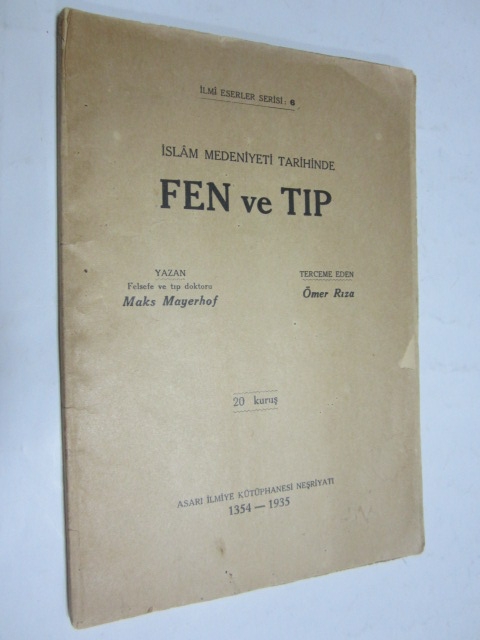 İLMÎ ESERLER SERİSİ: 6
İSLÂM MEDENİYETİ TARİHİNDE
FEN ve TIP
YAZAN
Felsefe ve tıp doktoru
Maks Mayerhof
TERCEME EDEN
Ömer Rıza
20 kuruş
ASARI İLMİYE KÜTÜPHANESİ NEŞRİYATI
1354 — 1935